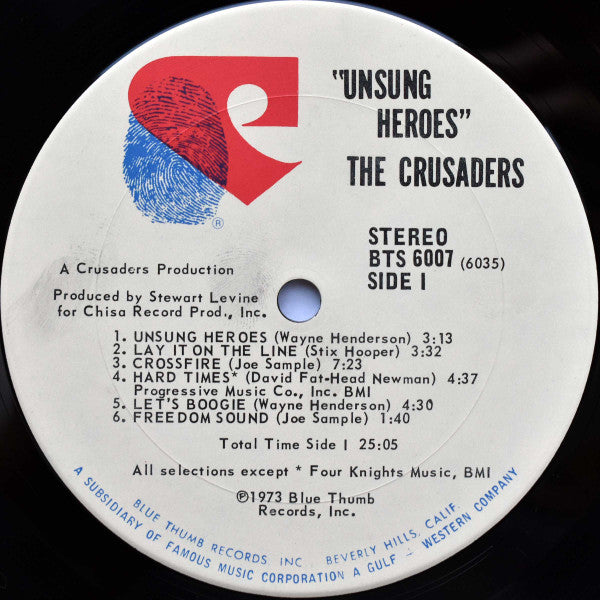 "UNSUNG
HEROES"
THE CRUSADERS
®
STEREO
BTS 6007 (6035)
SIDE 1
A Crusaders Production
Produced by Stewart Levine
for Chisa Record Prod., Inc.
1. UNSUNG HEROES (Wayne Henderson) 3:13
2. LAY IT ON THE LINE (Stix Hooper) 3:32
3. CROSSFIRE (Joe Sample) 7:23
4. HARD TIMES* (David Fat-Head Newman) 4:37
Progressive Music Co., Inc. BMI
5. LET'S BOOGIE (Wayne Henderson) 4:30
6. FREEDOM SOUND (Joe Sample) 1:40
Total Time Side 1 25:05
All selections except * Four Knights Music, BMI
℗1973 Blue Thumb
Records, Inc.
BLUE THUMB RECORDS, INC., BEVERLY HILLS, CALIF.
A SUBSIDIARY OF FAMOUS MUSIC CORPORATION A GULF + WESTERN COMPANY